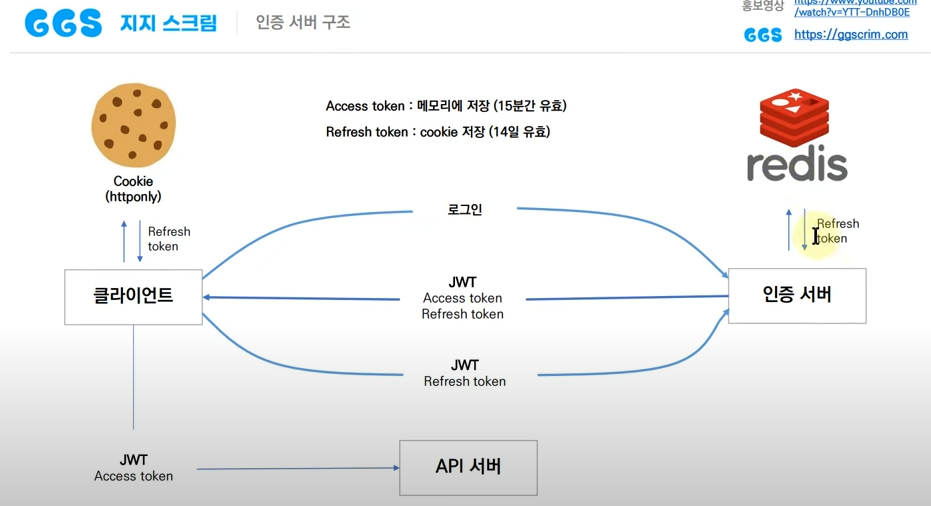 GGS 지지 스크림 인증 서버 구조
홍보영상
https://www.youtube.com
/watch?v=YTT-DnhDB0E
GGS https://ggscrim.com
Access token : 메모리에 저장 (15분간 유효)
Refresh token : cookie 저장 (14일 유효)
Cookie
(httponly)
redis
Refresh
token
로그인
Refresh
token
클라이언트
JWT
Access token
Refresh token
인증 서버
JWT
Refresh token
JWT
Access token
API 서버